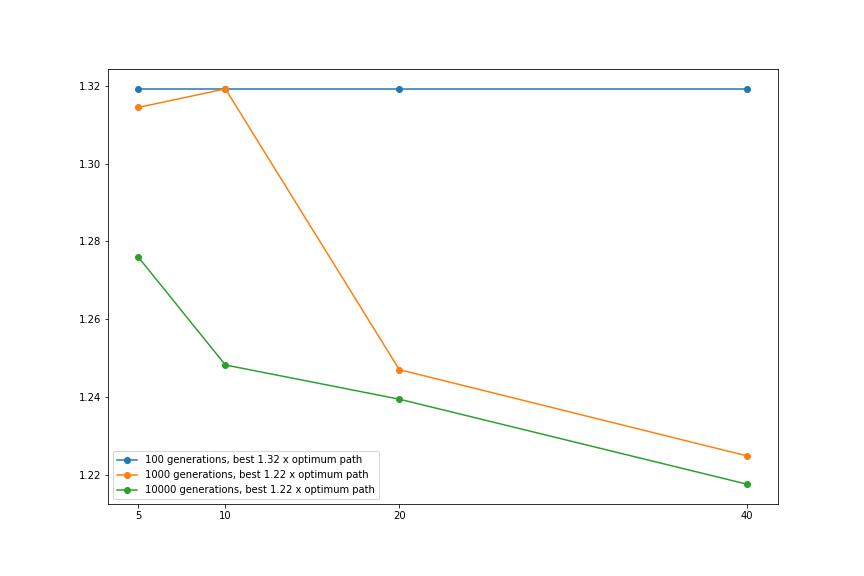 1.32
1.30
1.28
1.26
1.24
1.22
100 generations, best 1.32 x optimum path
1000 generations, best 1.22 x optimum path
10000 generations, best 1.22 x optimum path
5 10 20 40